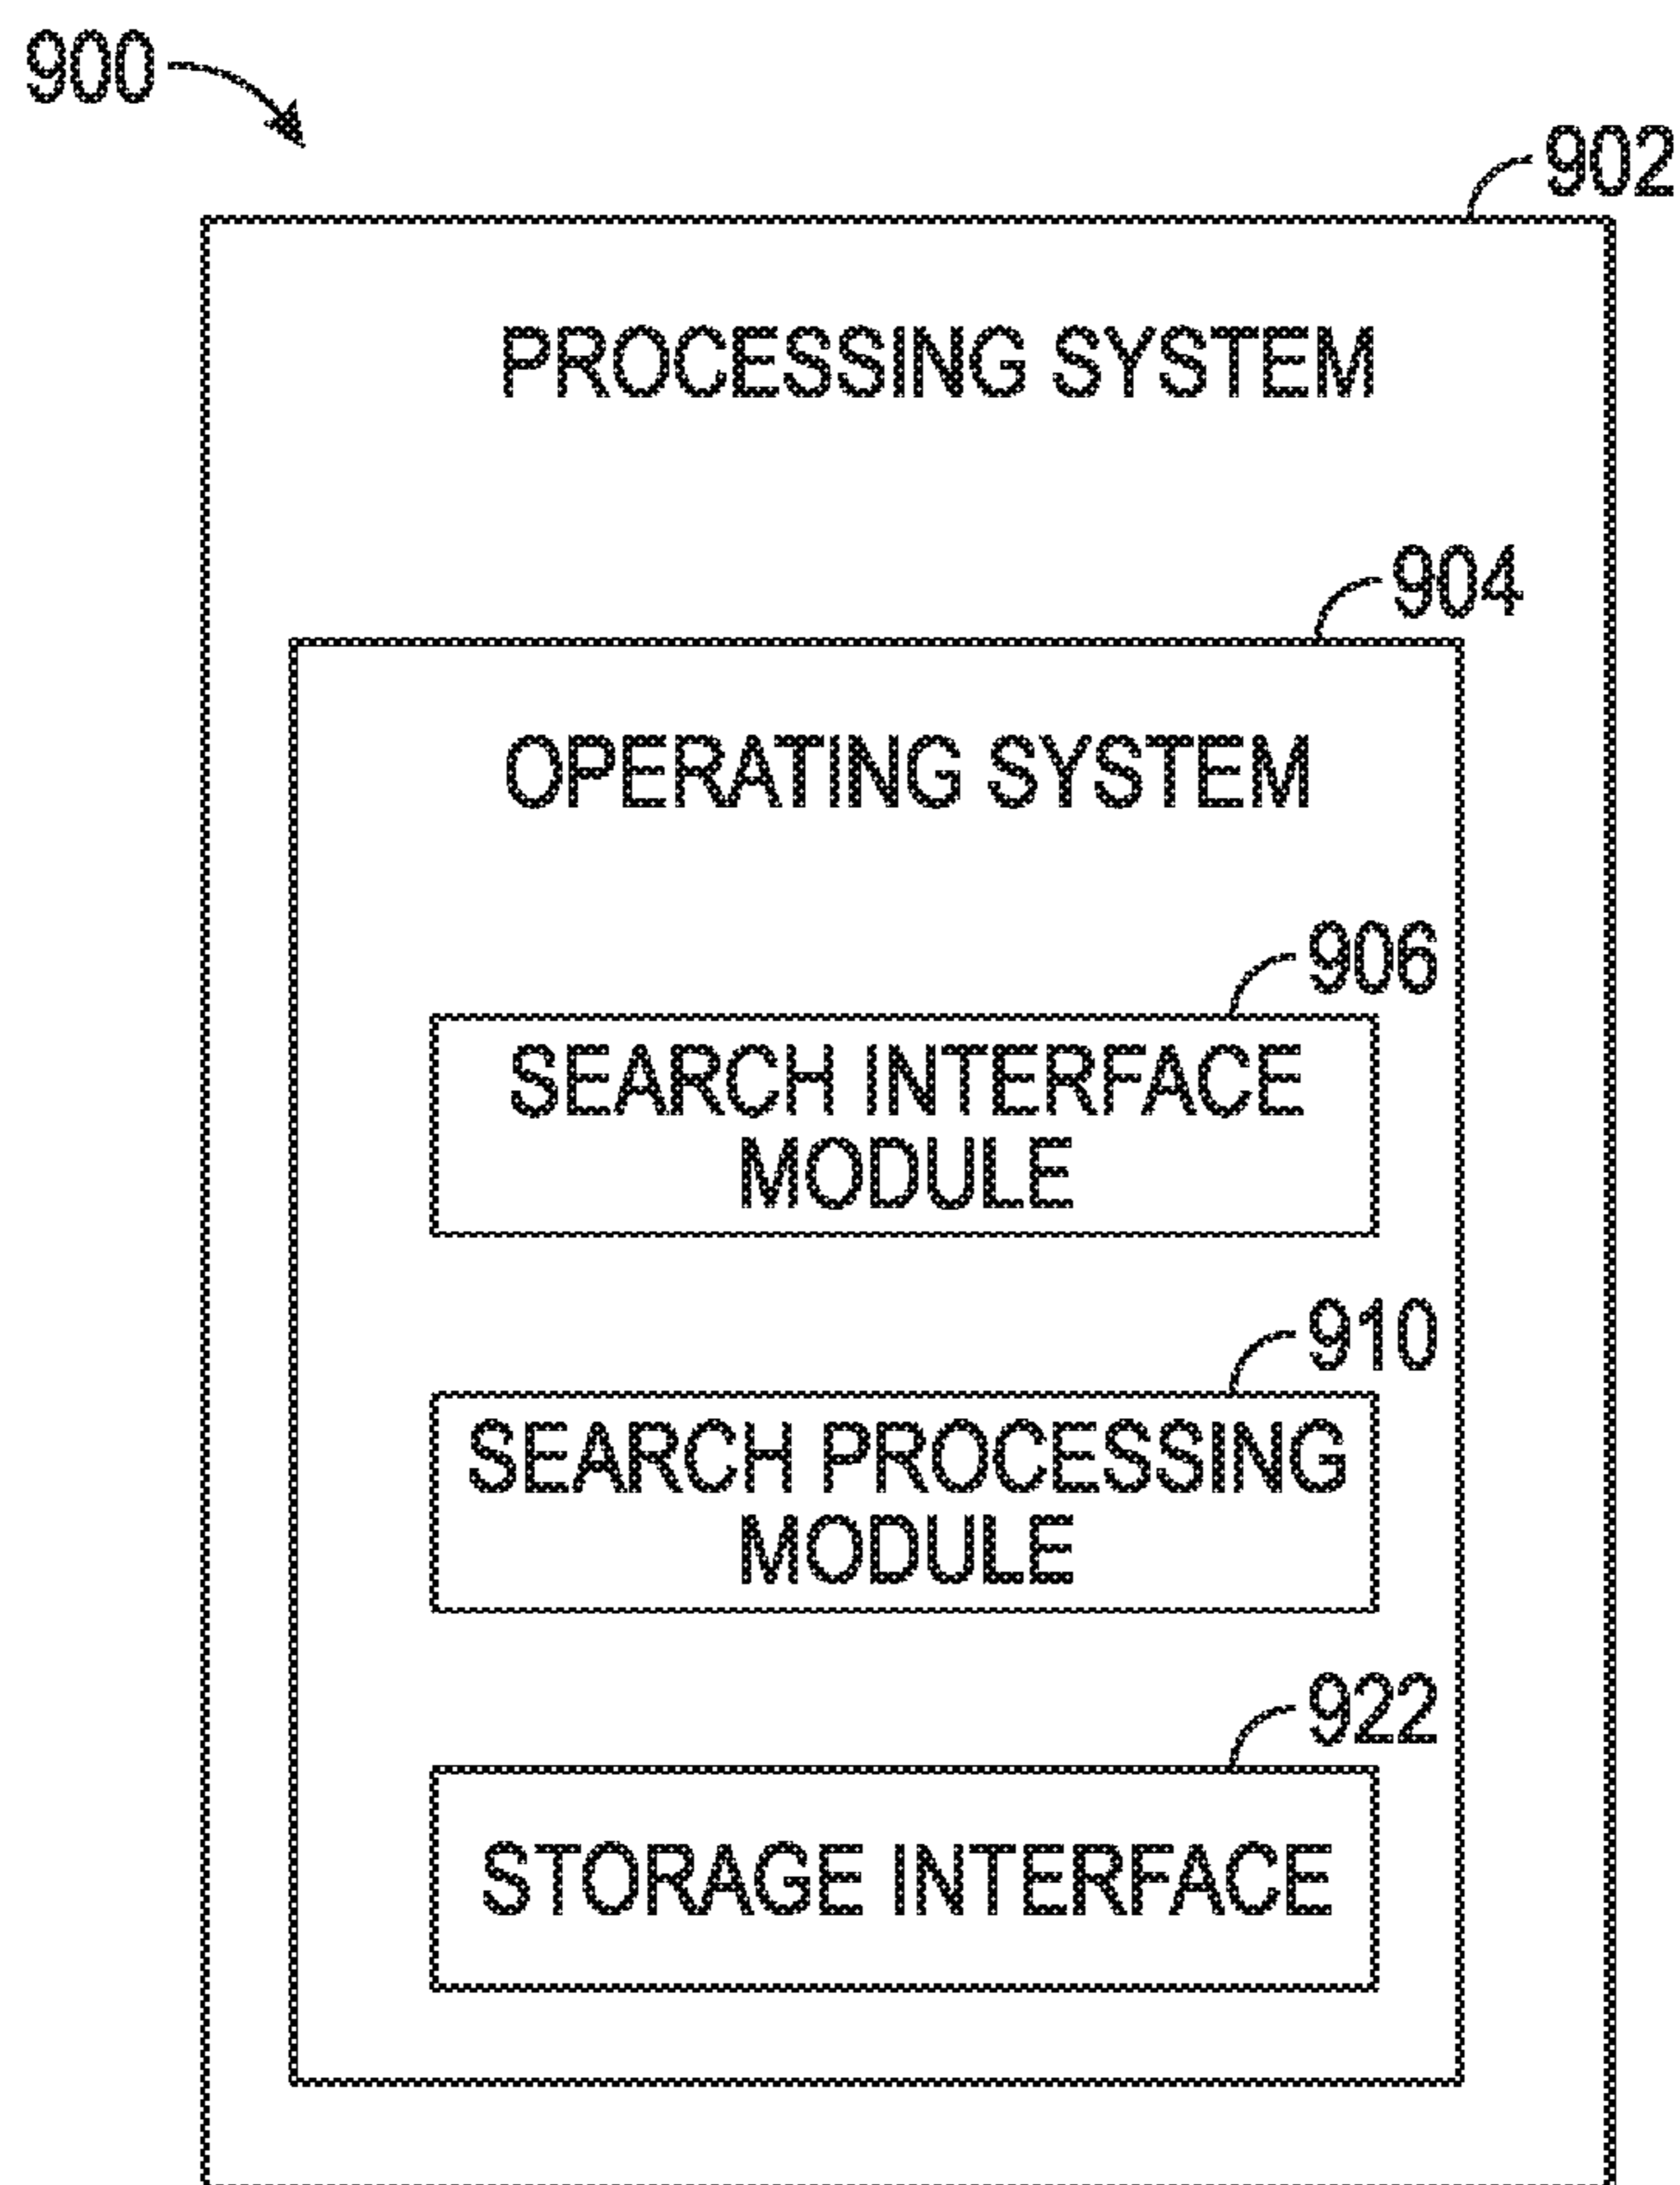 900
902
PROCESSING SYSTEM
904
OPERATING SYSTEM
906
SEARCH INTERFACE
MODULE
910
SEARCH PROCESSING
MODULE
922
STORAGE INTERFACE